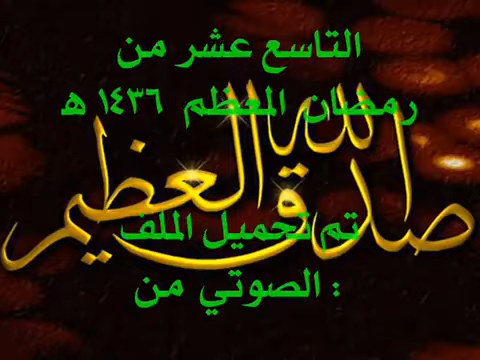 التاسع عشر من
رمضان المعظم ١٤٣٦ هـ
صدق الله العظيم
تم تحميل الملف
الصوتي من :